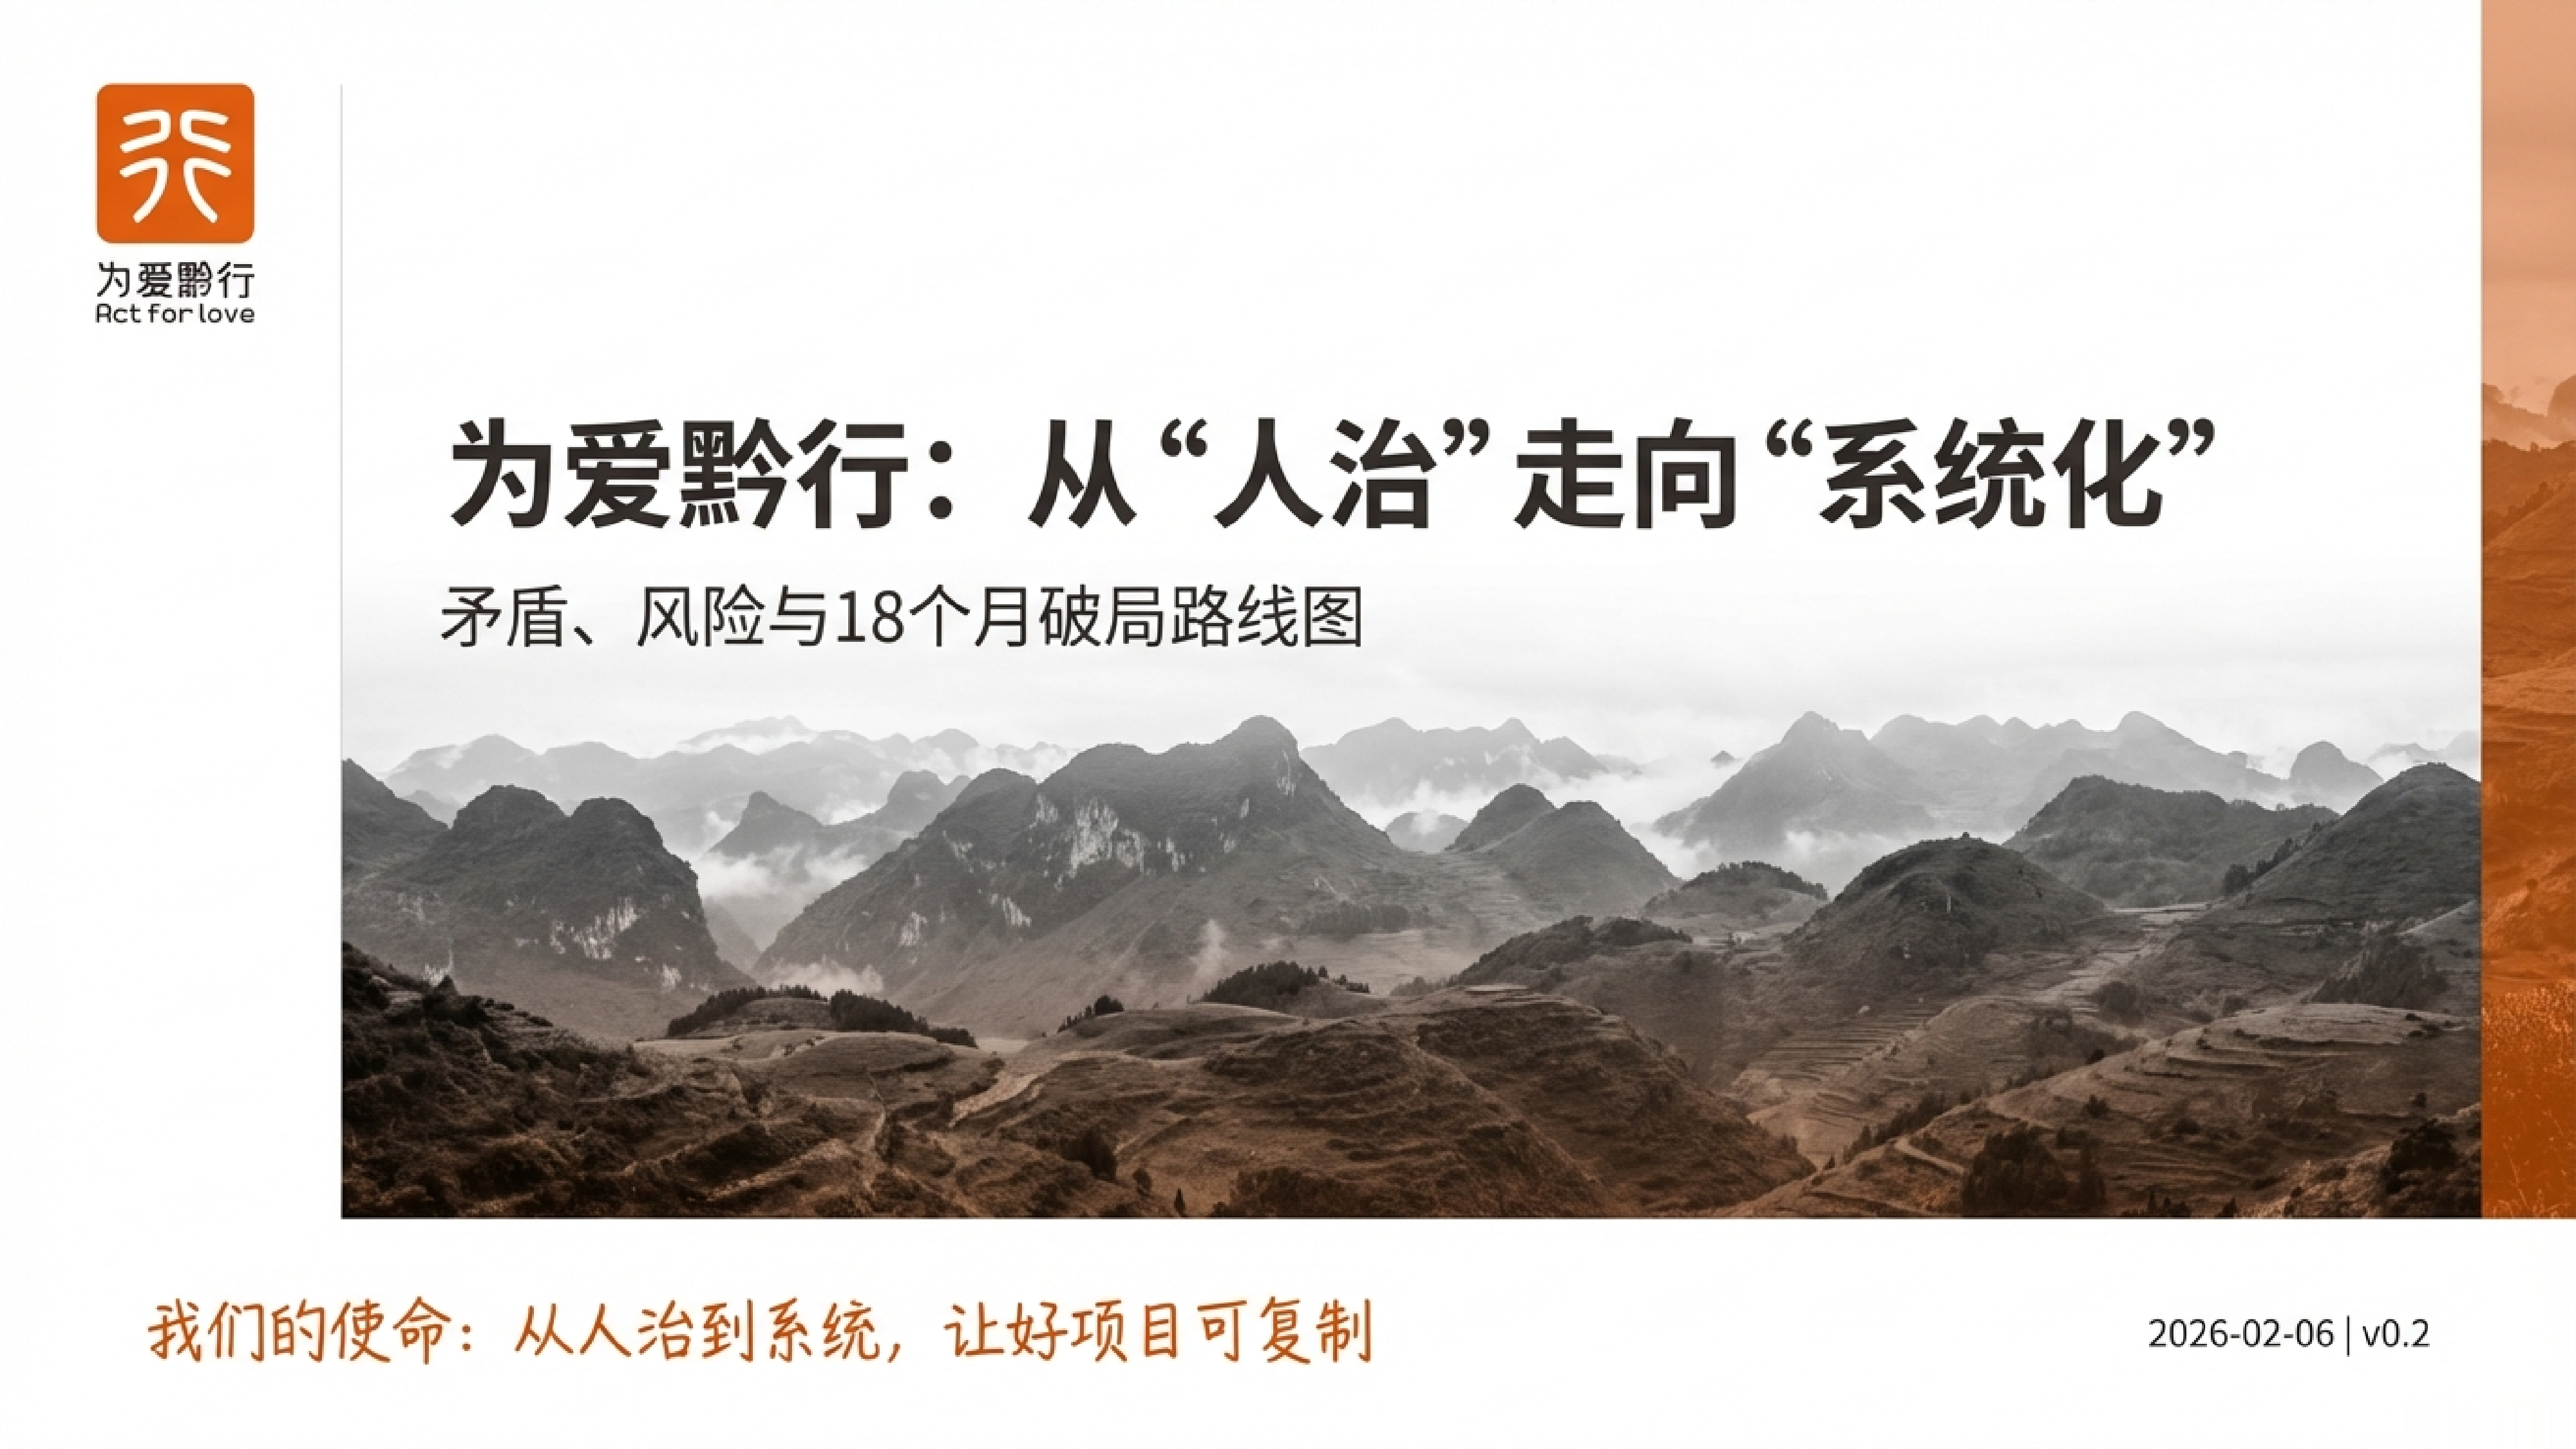 为爱黔行
Act for love
为爱黔行：从“人治”走向“系统化”
矛盾、风险与18个月破局路线图
我们的使命：从人治到系统，让好项目可复制
2026-02-06 | v0.2